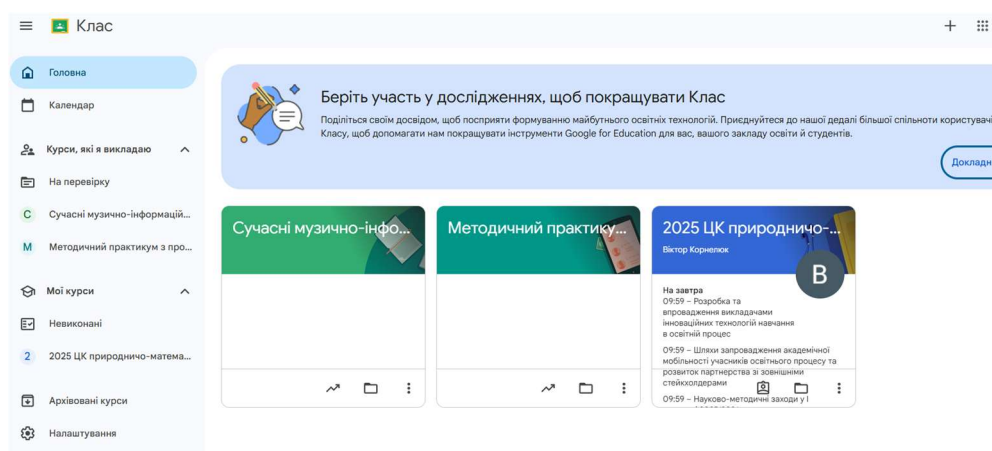 Клас
Головна
Календар
Курси, які я викладаю
На перевірку
С Сучасні музично-інформацій...
М Методичний практикум з про...
Мої курси
Невиконані
2 2025 ЦК природничо-матема...
Архівовані курси
Налаштування
Беріть участь у дослідженнях, щоб покращувати Клас
Поділіться своїм досвідом, щоб посприяти формуванню майбутнього освітніх технологій. Приєднуйтеся до нашої дедалі більшої спільноти користувачі
Класу, щоб допомагати нам покращувати інструменти Google for Education для вас, вашого закладу освіти й студентів.
Докладн
Сучасні музично-інфо...
Методичний практику...
2025 ЦК природничо-...
Віктор Корнелюк
В
На завтра
09:59 – Розробка та
впровадження викладачами
інноваційних технологій навчання
в освітній процес
09:59 – Шляхи запровадження академічної
мобільності учасників освітнього процесу та
розвиток партнерства зі зовнішніми
стейкхолдерами
09:59 – Науково-методичні заходи у І